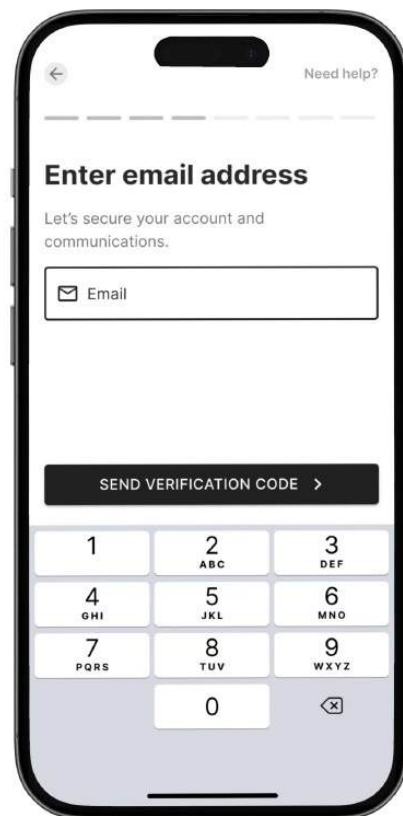 Need help?
Enter email address
Let's secure your account and
communications.
Email
SEND VERIFICATION CODE
1
2
ABC
3
DEF
4
GHI
5
JKL
6
MNO
7
PQRS
8
TUV
9
WXYZ
0